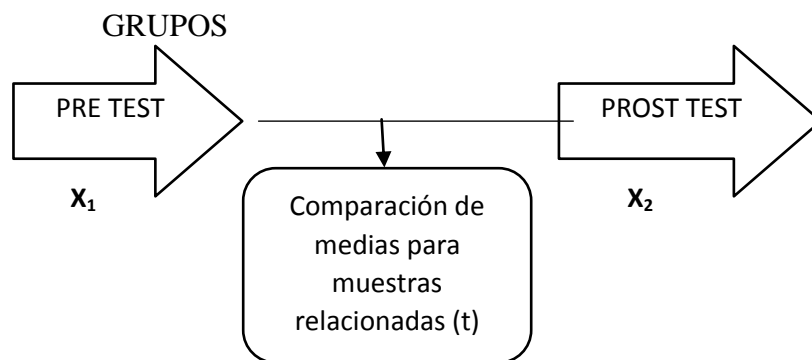 GRUPOS
PRE TEST
PROST TEST
X₁
X₂
Comparación de
medias para
muestras
relacionadas (t)